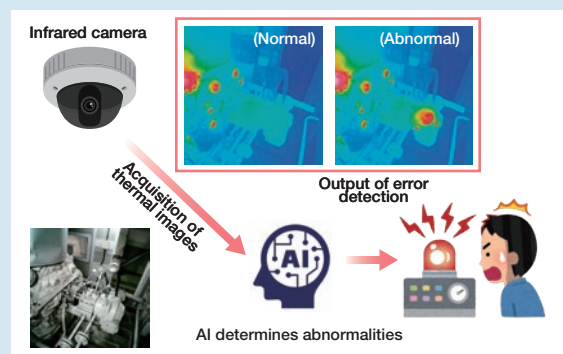 Infrared camera
(Normal)
(Abnormal)
Acquisition of
thermal images
Output of error
detection
AI
AI determines abnormalities